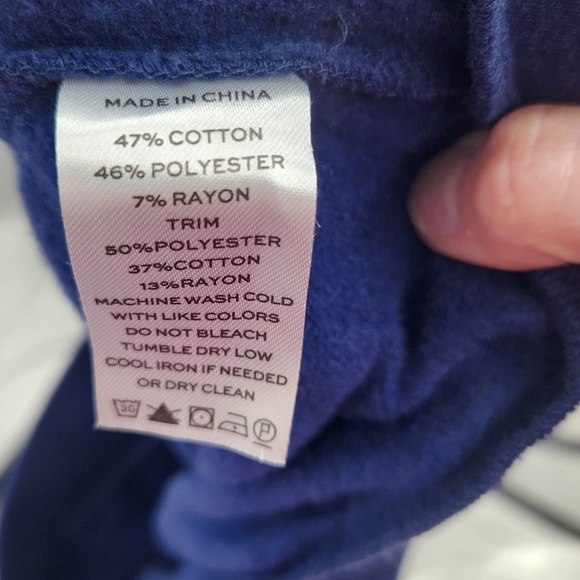 MADE IN CHINA
47% COTTON
46% POLYESTER
7% RAYON
TRIM
50%POLYESTER
37%COTTON
13%RAYON
MACHINE WASH COLD
WITH LIKE COLORS
DO NOT BLEACH
TUMBLE DRY LOW
COOL IRON IF NEEDED
OR DRY CLEAN
30 P